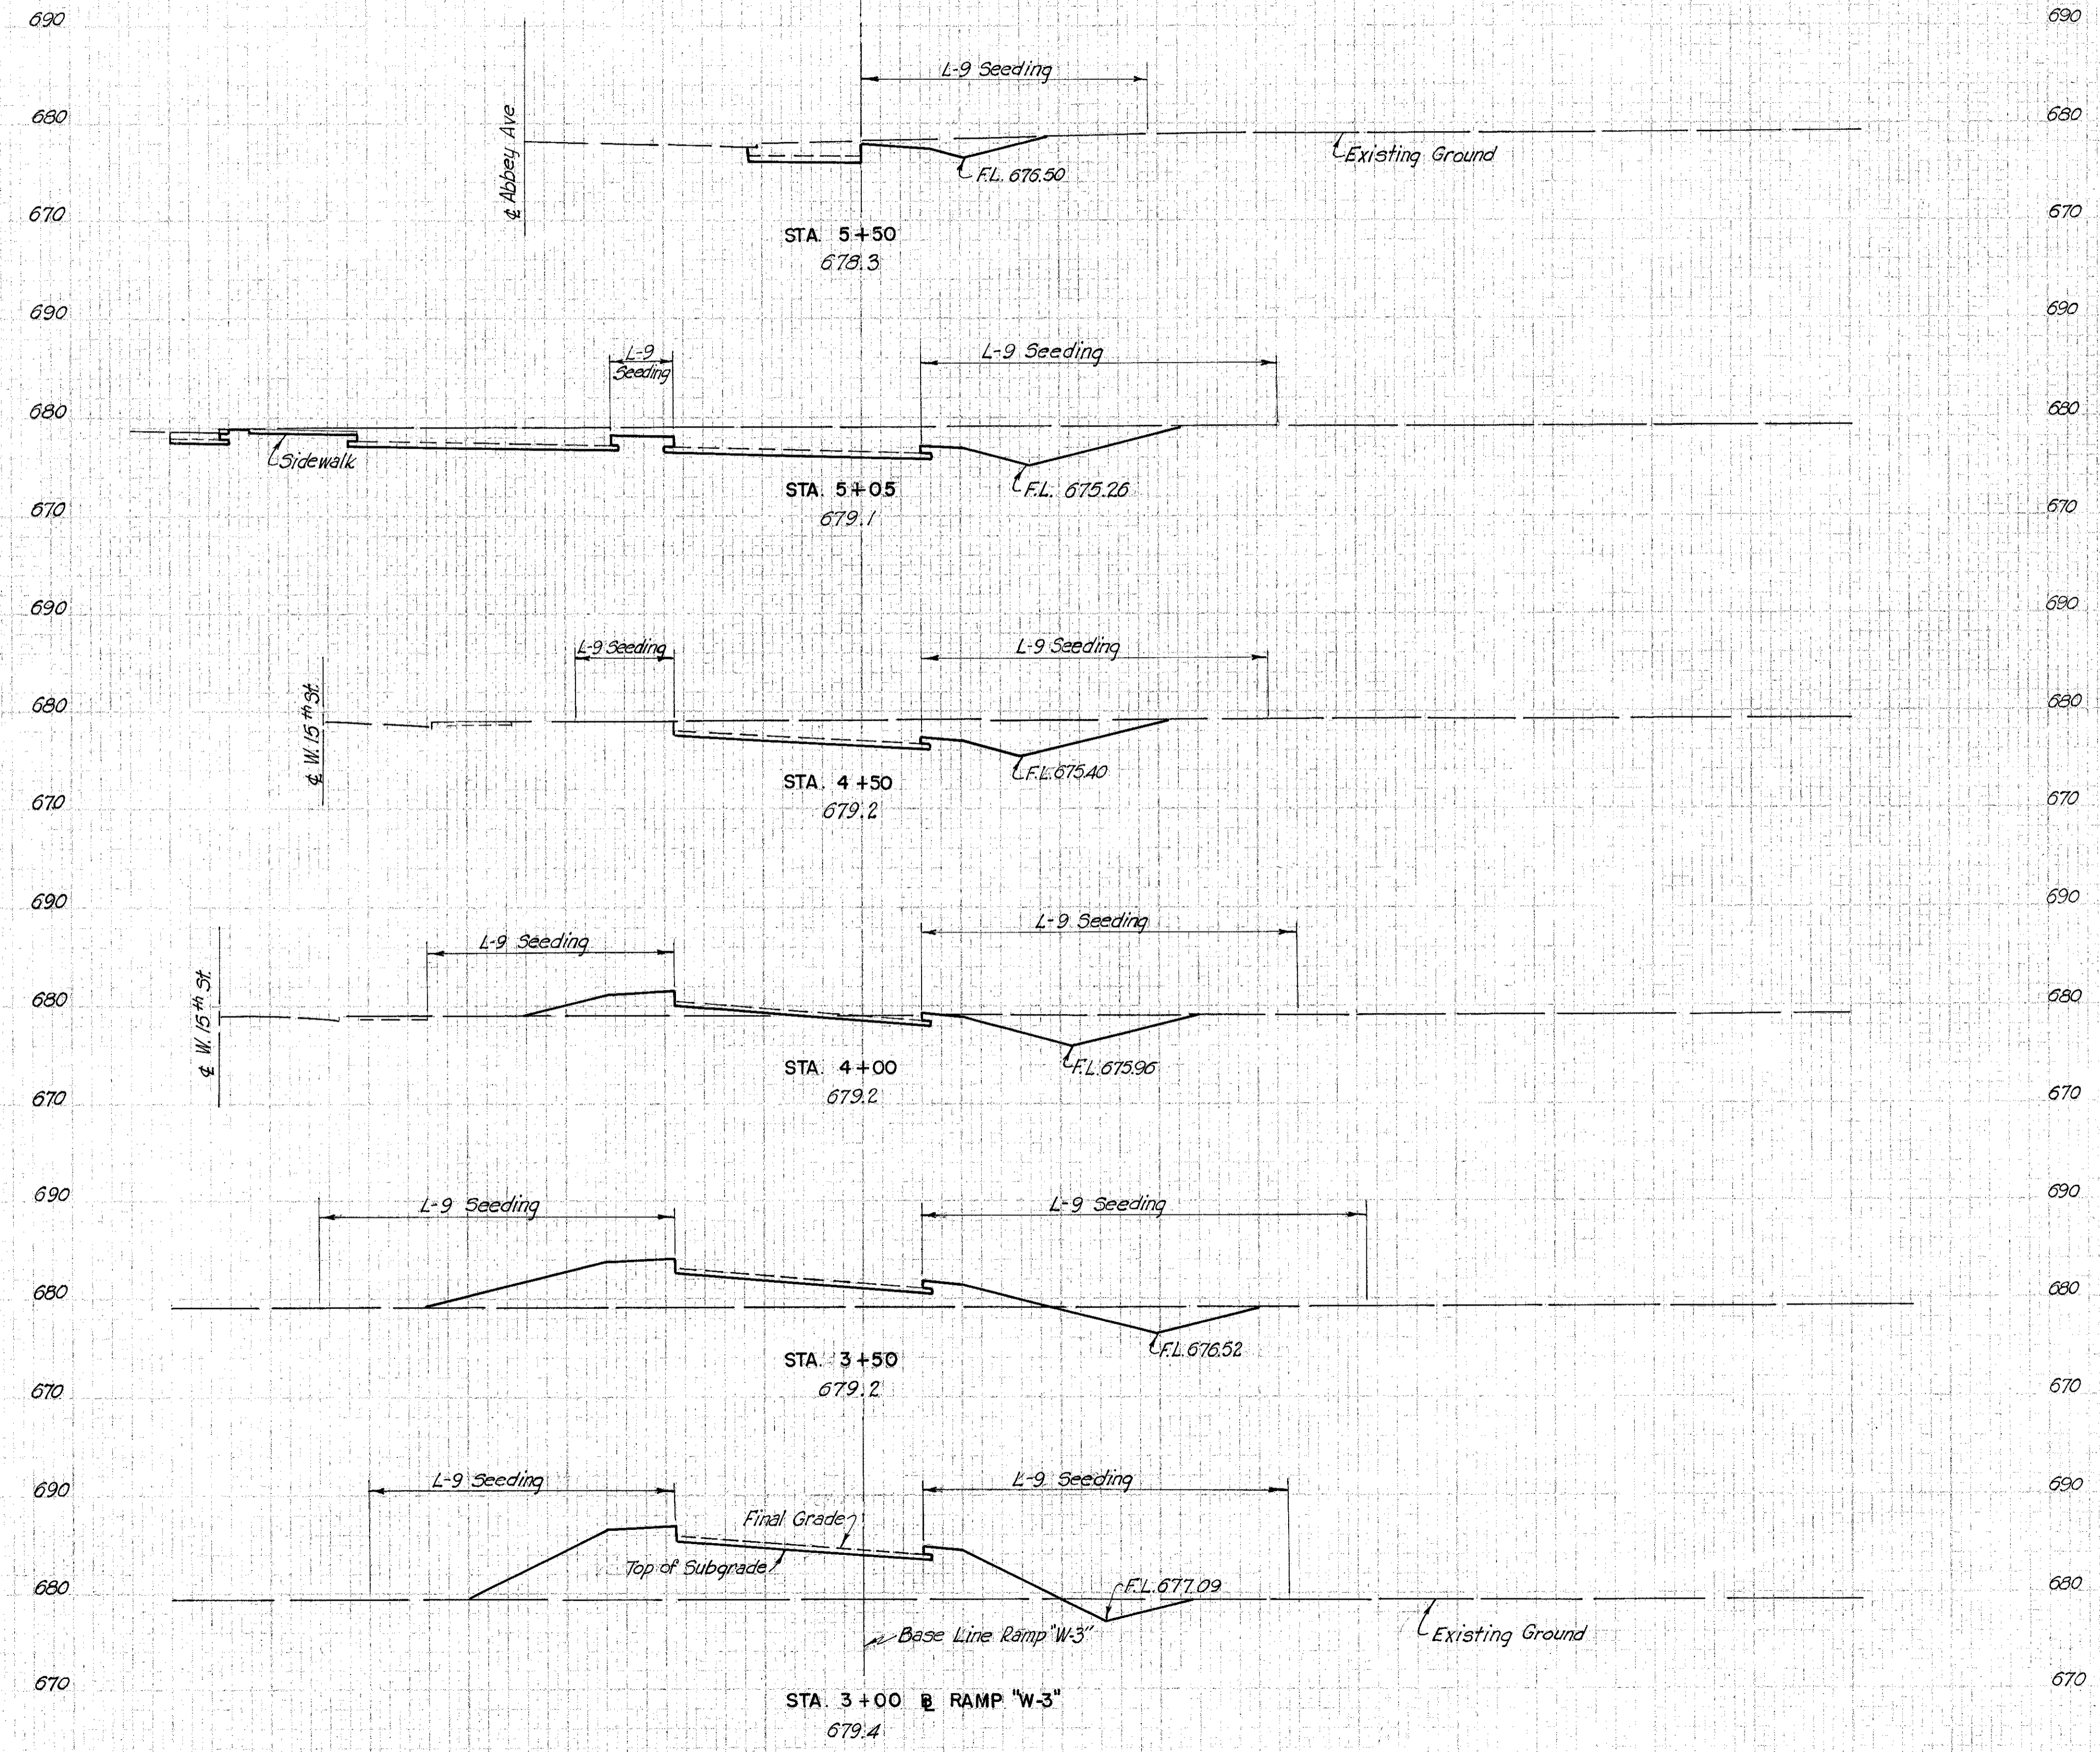 690 690
L-9 Seeding
680 680
℄ Abbey Ave
Existing Ground
F.L. 676.50
670 670
STA. 5+50
678.3
690 690
L-9 Seeding
L-9 Seeding
680 680
Sidewalk
STA. 5+05
F.L. 675.26
679.1
670 670
690 690
L-9 Seeding L-9 Seeding
680 680
℄ W. 15th St.
F.L. 675.40
STA. 4+50
679.2
670 670
690 690
L-9 Seeding
L-9 Seeding
680 680
℄ W. 15th St.
STA. 4+00
F.L. 675.96
679.2
670 670
690 690
L-9 Seeding L-9 Seeding
680 680
F.L. 676.52
STA. 3+50
679.2
670 670
690 690
L-9 Seeding L-9 Seeding
Final Grade
Top of Subgrade
680 680
F.L. 677.09
Base Line Ramp "W-3"
Existing Ground
670 670
STA. 3+00 ⅊ RAMP "W-3"
679.4